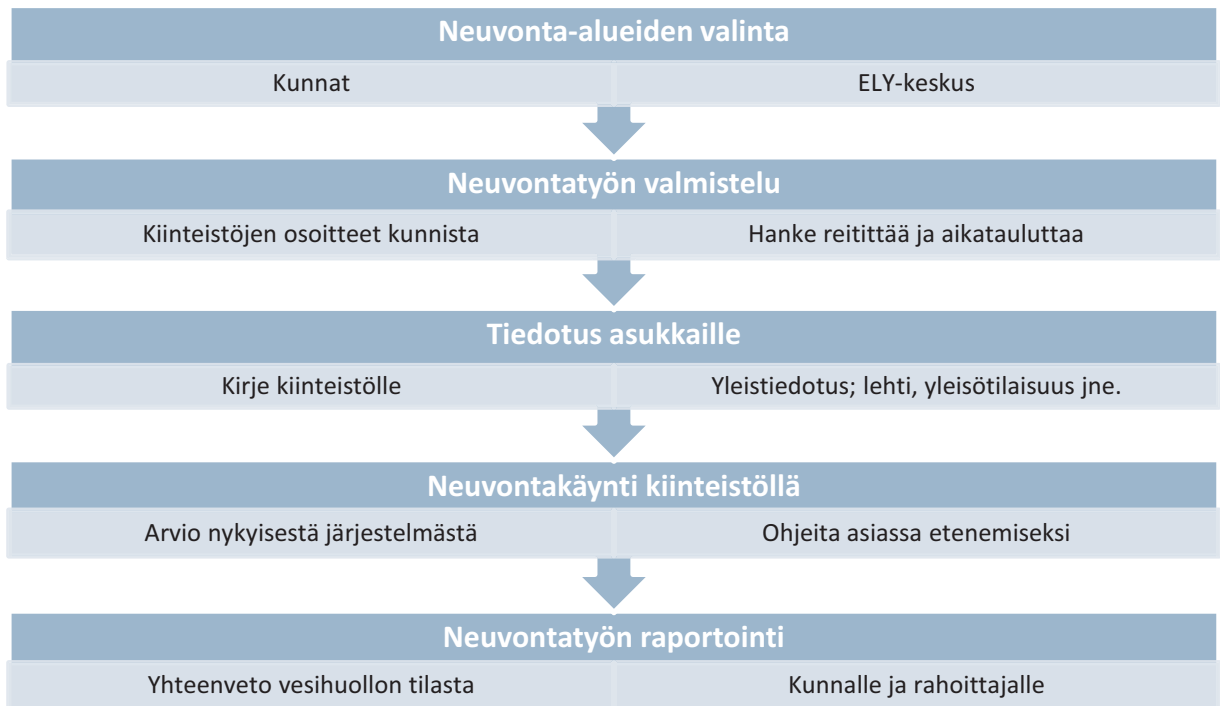 Neuvonta-alueiden valinta
Kunnat
ELY-keskus
Neuvontatyön valmistelu
Kiinteistöjen osoitteet kunnista
Hanke reitittää ja aikatauluttaa
Tiedotus asukkaille
Kirje kiinteistölle
Yleistiedotus; lehti, yleisötilaisuus jne.
Neuvontakäynti kiinteistöllä
Arvio nykyisestä järjestelmästä
Ohjeita asiassa etenemiseksi
Neuvontatyön raportointi
Yhteenveto vesihuollon tilasta
Kunnalle ja rahoittajalle